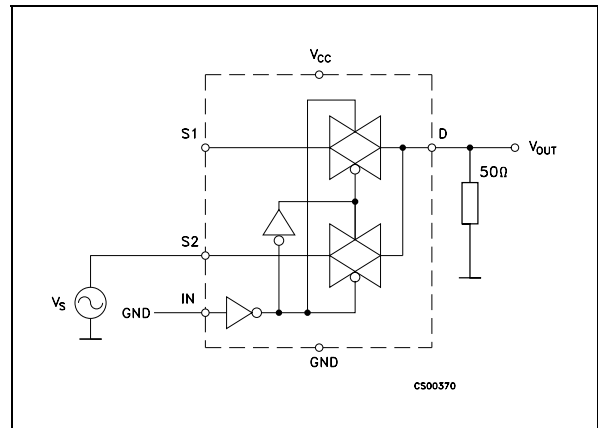 VCC
S1
D
VOUT
50Ω
S2
VS
IN
GND
GND
CS00370